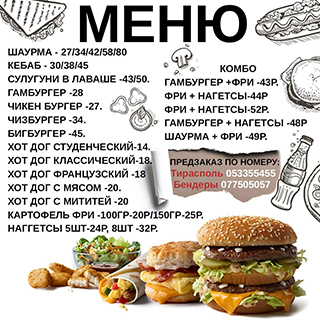 МЕНЮ
ШАУРМА - 27/34/42/58/80
КЕБАБ - 30/38/45
СУЛУГУНИ В ЛАВАШЕ -43/50.
ГАМБУРГЕР -28
ЧИКЕН БУРГЕР -27.
ЧИЗБУРГЕР -34.
БИГБУРГЕР -45.
ХОТ ДОГ СТУДЕНЧЕСКИЙ-14.
ХОТ ДОГ КЛАССИЧЕСКИЙ-18.
ХОТ ДОГ ФРАНЦУЗСКИЙ -18
ХОТ ДОГ С МЯСОМ -20.
ХОТ ДОГ С МИТИТЕЙ -20
КАРТОФЕЛЬ ФРИ -100ГР-20Р/150ГР-25Р.
НАГГЕТСЫ 5ШТ-24Р, 8ШТ -32Р.
КОМБО
ГАМБУРГЕР +ФРИ -43Р.
ФРИ + НАГЕТСЫ-44Р
ФРИ + НАГЕТСЫ-52Р.
ГАМБУРГЕР + НАГЕТСЫ -48Р
ШАУРМА + ФРИ -49Р.
ПРЕДЗАКАЗ ПО НОМЕРУ:
Тирасполь 053355455
Бендеры 077505057